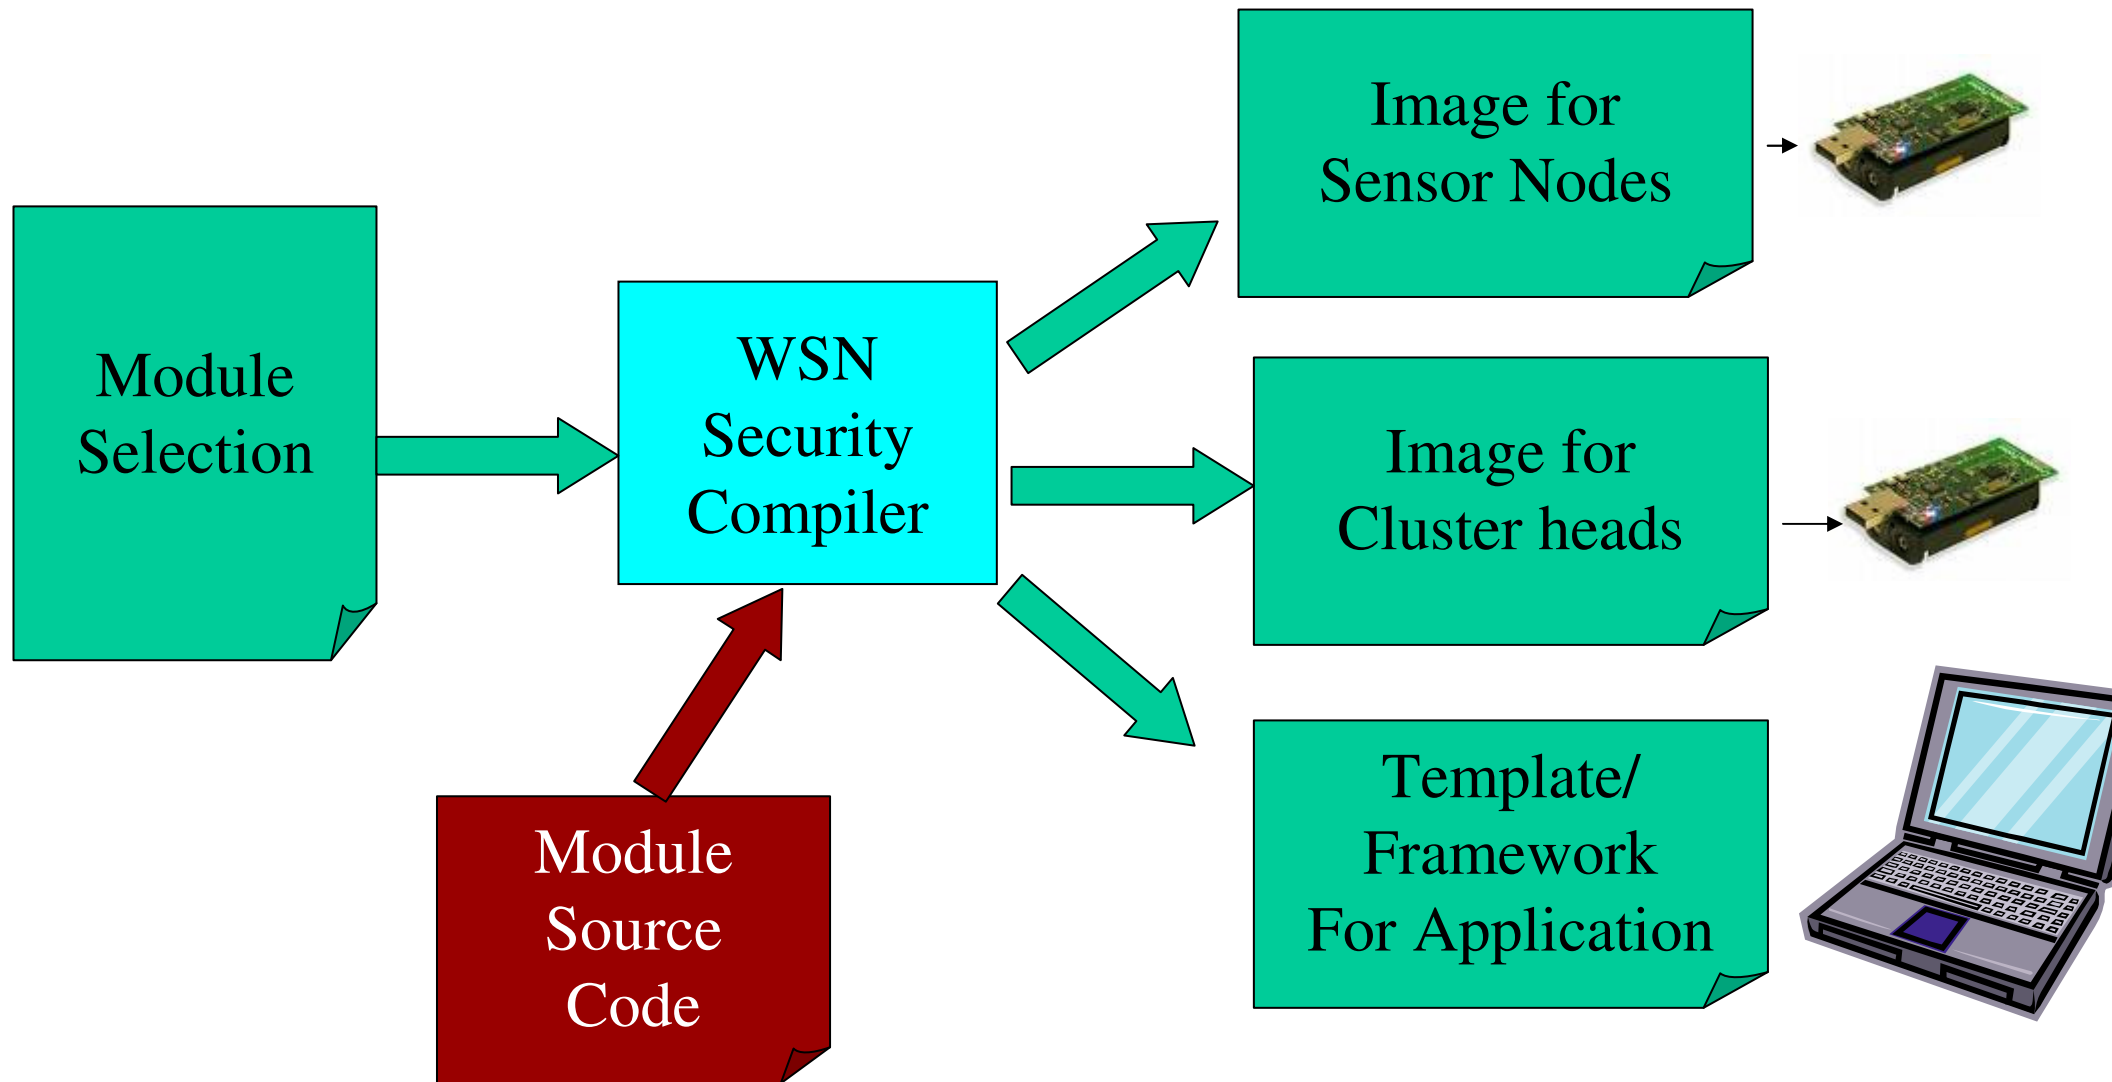 Module
Selection
WSN
Security
Compiler
Module
Source
Code
Image for
Sensor Nodes
Image for
Cluster heads
Template/
Framework
For Application